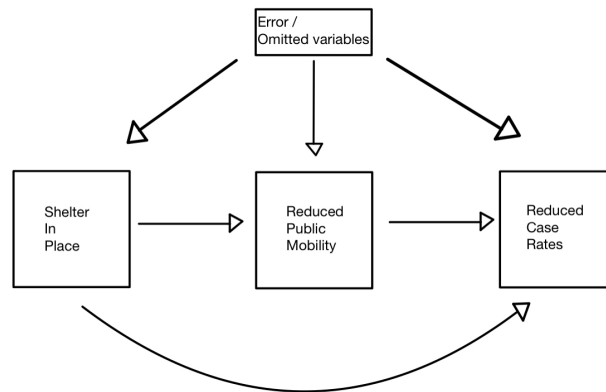 Error /
Omitted variables
Shelter
In
Place
Reduced
Public
Mobility
Reduced
Case
Rates